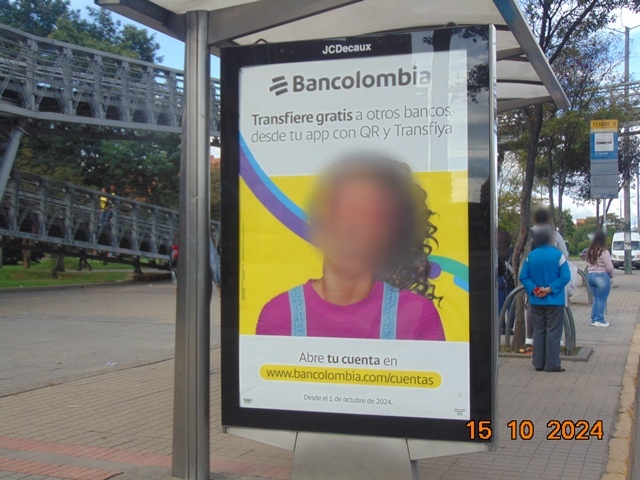 JCDecaux
Bancolombia
Transfiere gratis a otros bancos
desde tu app con QR y Transfiya
Abre tu cuenta en
www.bancolombia.com/cuentas
Desde el 1 de octubre de 2024.
15 10 2024